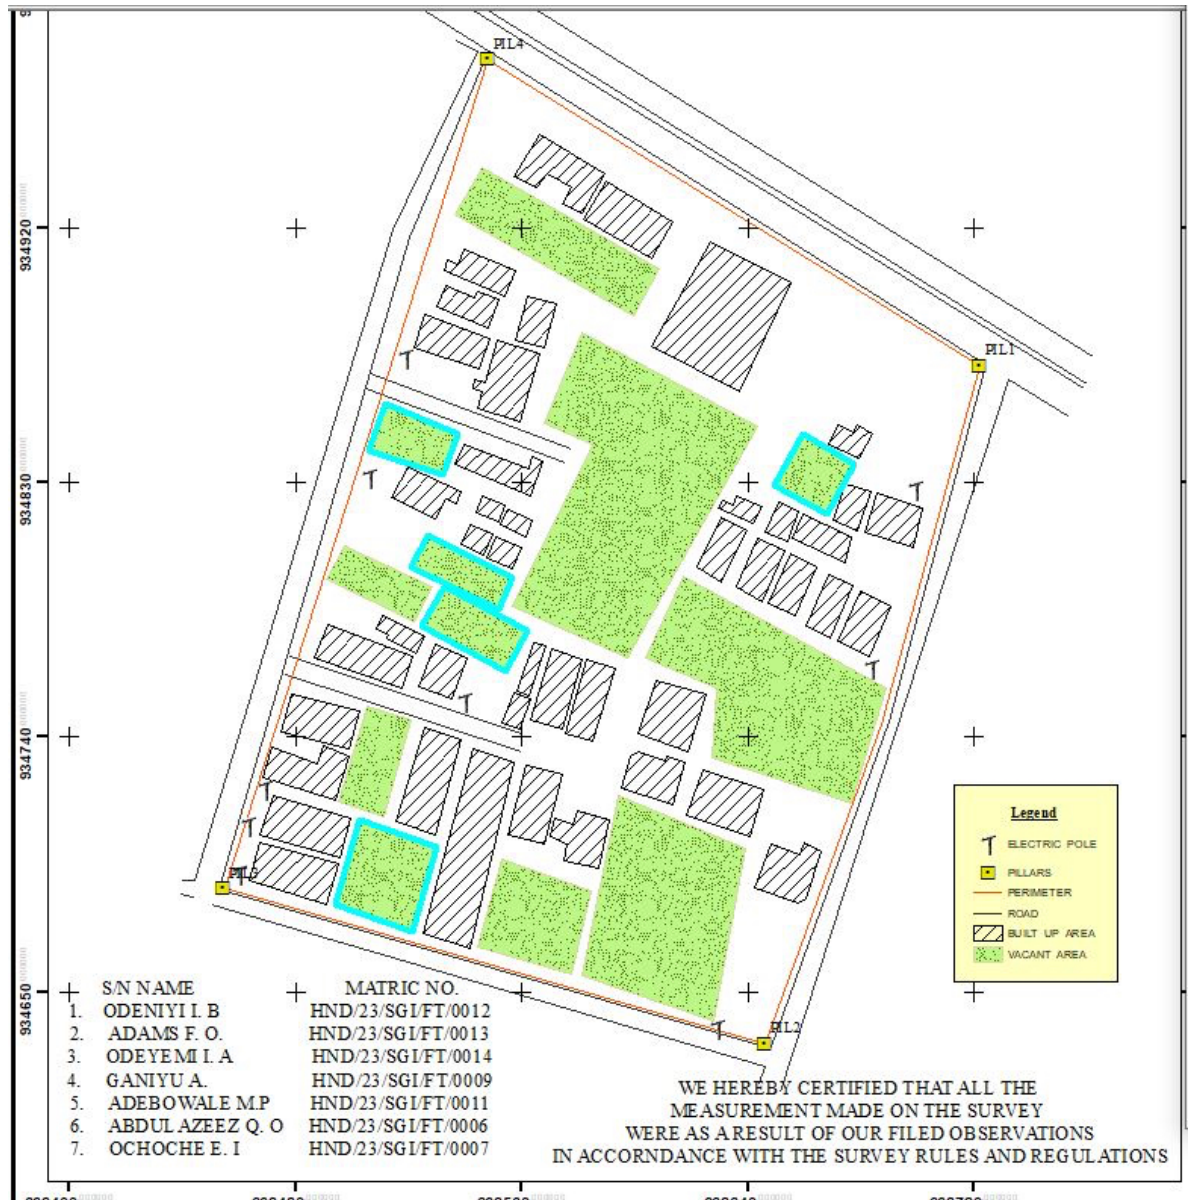 PIL4
PIL1
934920
934830
934740
Legend
ELECTRIC POLE
PILLARS
PERIMETER
ROAD
BUILT UP AREA
VACANT AREA
PIL3
934650
PIL2
S/N NAME MATRIC NO.
1. ODENIYI I. B HND/23/SGI/FT/0012
2. ADAMS F. O. HND/23/SGI/FT/0013
3. ODEYEMI I. A HND/23/SGI/FT/0014
4. GANIYU A. HND/23/SGI/FT/0009
5. ADEBOWALE M.P HND/23/SGI/FT/0011
6. ABDULAZEEZ Q. O HND/23/SGI/FT/0006
7. OCHOCHE E. I HND/23/SGI/FT/0007
WE HEREBY CERTIFIED THAT ALL THE
MEASUREMENT MADE ON THE SURVEY
WERE AS A RESULT OF OUR FILED OBSERVATIONS
IN ACCORNDANCE WITH THE SURVEY RULES AND REGULATIONS